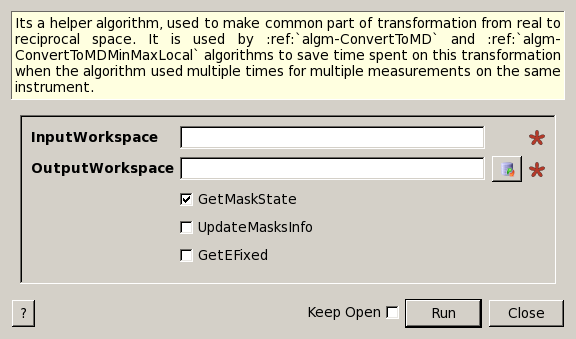 Its a helper algorithm, used to make common part of transformation from real to
reciprocal space. It is used by :ref:`algm-ConvertToMD` and :ref:`algm-
ConvertToMDMinMaxLocal` algorithms to save time spent on this transformation
when the algorithm used multiple times for multiple measurements on the same
instrument.
InputWorkspace
OutputWorkspace
GetMaskState
UpdateMasksInfo
GetEFixed
? Keep Open Run Close